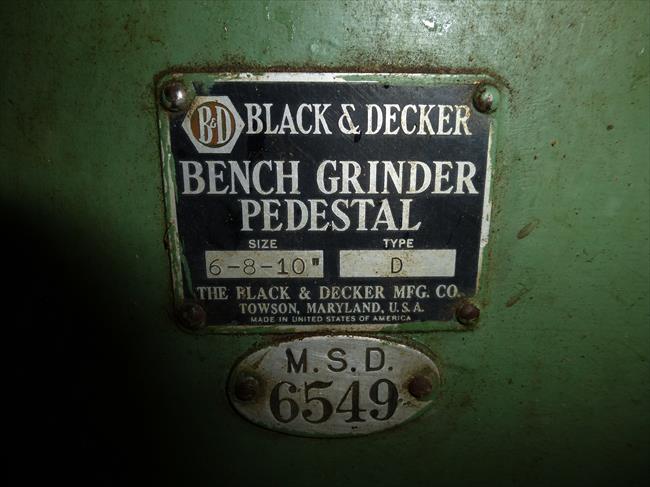 B&D BLACK & DECKER
BENCH GRINDER
PEDESTAL
SIZE TYPE
6-8-10" D
THE BLACK & DECKER MFG. CO.
TOWSON, MARYLAND, U.S.A.
MADE IN UNITED STATES OF AMERICA
M.S.D.
6549